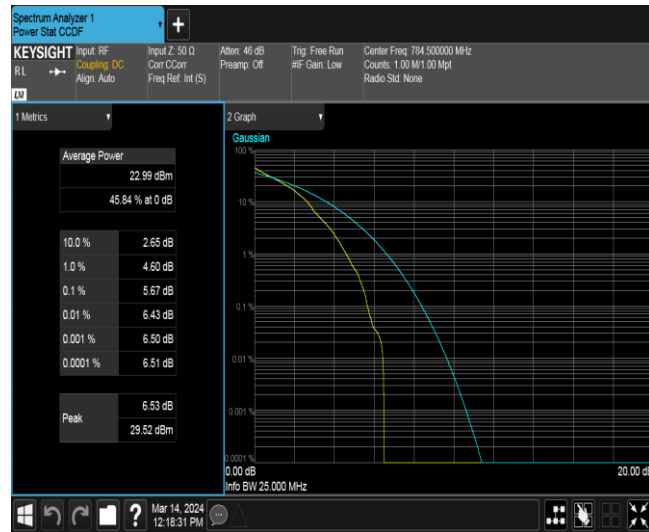 Spectrum Analyzer 1
Power Stat CCDF
+
KEYSIGHT
Input: RF
Coupling: DC
Align: Auto
Input Z: 50 Ω
Corr CCorr
Freq Ref: Int (S)
Atten: 46 dB
Preamp: Off
Trig: Free Run
#IF Gain: Low
Center Freq: 784.500000 MHz
Counts: 1.00 M/1.00 Mpt
Radio Std: None
R L
LXI
1 Metrics
Average Power
22.99 dBm
45.84 % at 0 dB
10.0 % 2.65 dB
1.0 % 4.60 dB
0.1 % 5.67 dB
0.01 % 6.43 dB
0.001 % 6.50 dB
0.0001 % 6.51 dB
Peak
6.53 dB
29.52 dBm
2 Graph
Gaussian
100 %
10 %
1 %
0.1 %
0.01 %
0.001 %
0.0001 %
0.00 dB
20.00 dB
Info BW 25.000 MHz
?
Mar 14, 2024
12:18:31 PM